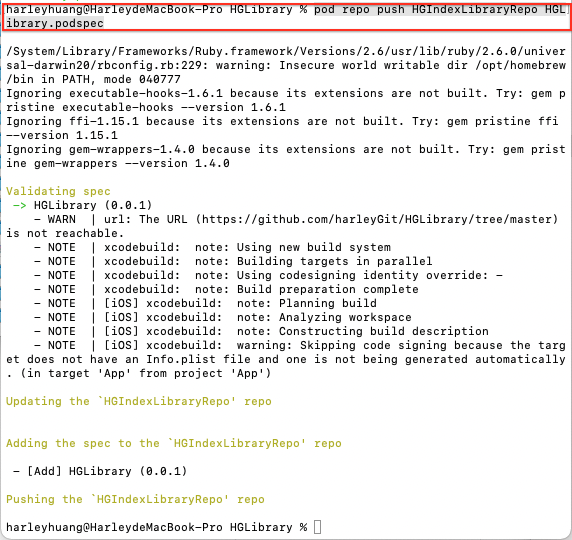 harleyhuang@HarleydeMacBook-Pro HGLibrary % pod repo push HGIndexLibraryRepo HGL
ibrary.podspec
/System/Library/Frameworks/Ruby.framework/Versions/2.6/usr/lib/ruby/2.6.0/univer
sal-darwin20/rbconfig.rb:229: warning: Insecure world writable dir /opt/homebrew
/bin in PATH, mode 040777
Ignoring executable-hooks-1.6.1 because its extensions are not built. Try: gem p
ristine executable-hooks --version 1.6.1
Ignoring ffi-1.15.1 because its extensions are not built. Try: gem pristine ffi
--version 1.15.1
Ignoring gem-wrappers-1.4.0 because its extensions are not built. Try: gem prist
ine gem-wrappers --version 1.4.0
Validating spec
-> HGLibrary (0.0.1)
- WARN | url: The URL (https://github.com/harleyGit/HGLibrary/tree/master)
is not reachable.
- NOTE | xcodebuild: note: Using new build system
- NOTE | xcodebuild: note: Building targets in parallel
- NOTE | xcodebuild: note: Using codesigning identity override: -
- NOTE | xcodebuild: note: Build preparation complete
- NOTE | [iOS] xcodebuild: note: Planning build
- NOTE | [iOS] xcodebuild: note: Analyzing workspace
- NOTE | [iOS] xcodebuild: note: Constructing build description
- NOTE | [iOS] xcodebuild: warning: Skipping code signing because the targ
et does not have an Info.plist file and one is not being generated automatically
. (in target 'App' from project 'App')
Updating the `HGIndexLibraryRepo' repo
Adding the spec to the `HGIndexLibraryRepo' repo
- [Add] HGLibrary (0.0.1)
Pushing the `HGIndexLibraryRepo' repo
harleyhuang@HarleydeMacBook-Pro HGLibrary %